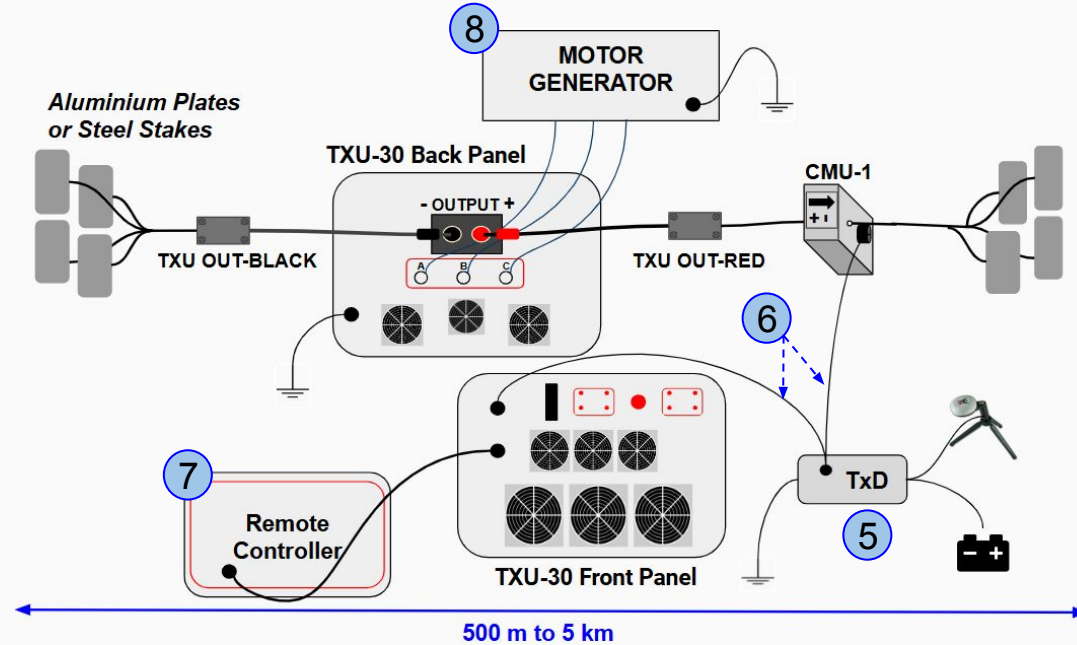 8
MOTOR
GENERATOR
Aluminium Plates
or Steel Stakes
TXU-30 Back Panel
CMU-1
- OUTPUT +
+ -
TXU OUT-BLACK
TXU OUT-RED
A B C
6
7
Remote
Controller
TxD
5
- +
TXU-30 Front Panel
500 m to 5 km